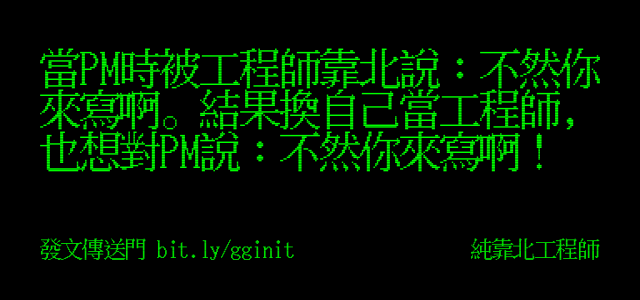 當PM時被工程師靠北說：不然你
來寫啊。結果換自己當工程師，
也想對PM說：不然你來寫啊！
發文傳送門 bit.ly/gginit
純靠北工程師